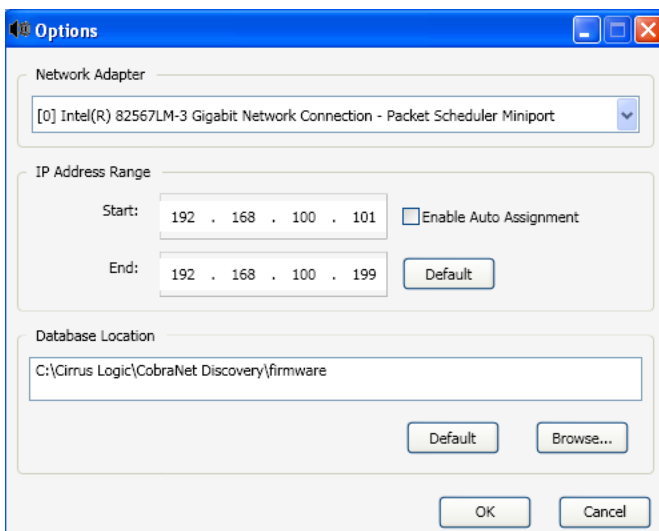 Options
Network Adapter
[0] Intel(R) 82567LM-3 Gigabit Network Connection - Packet Scheduler Miniport
IP Address Range
Start: 192 . 168 . 100 . 101 Enable Auto Assignment
End: 192 . 168 . 100 . 199 Default
Database Location
C:\Cirrus Logic\CobraNet Discovery\firmware
Default Browse...
OK Cancel